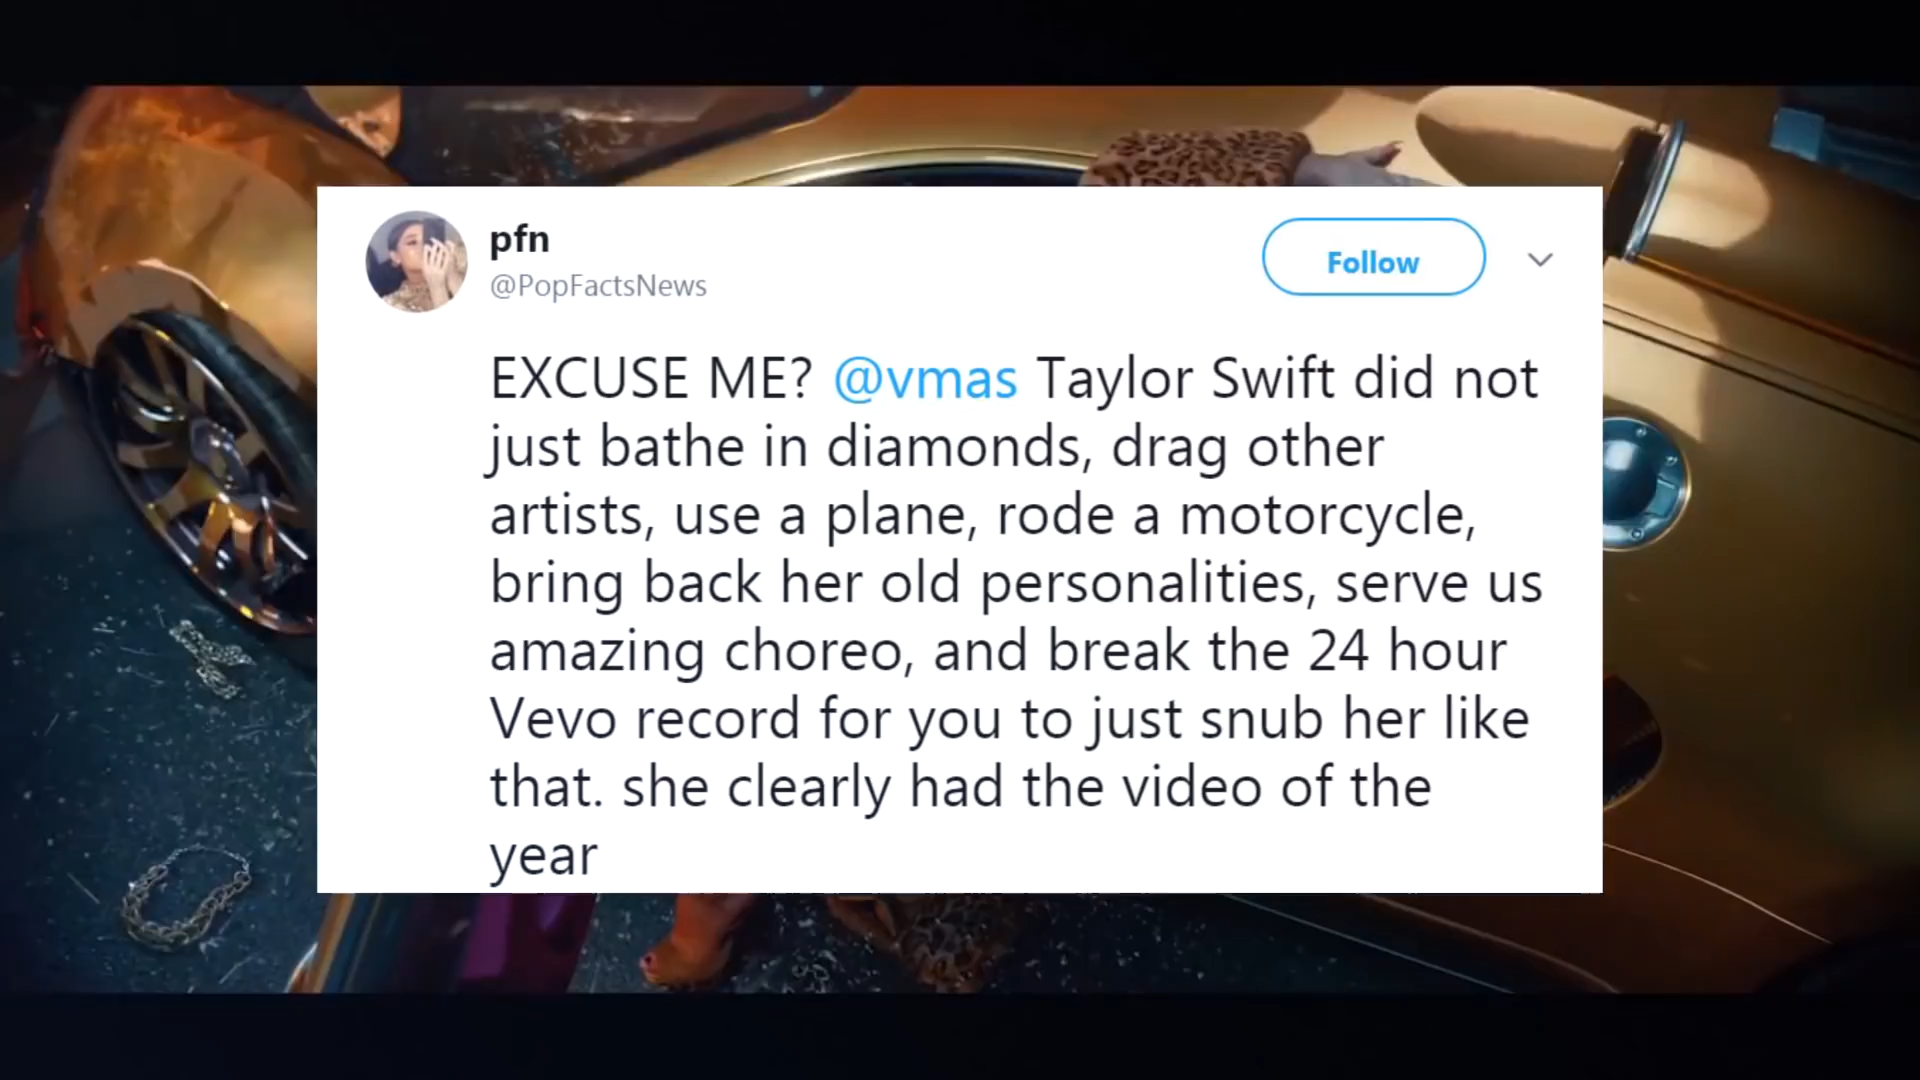 pfn
@PopFactsNews
Follow
EXCUSE ME? @vmas Taylor Swift did not
just bathe in diamonds, drag other
artists, use a plane, rode a motorcycle,
bring back her old personalities, serve us
amazing choreo, and break the 24 hour
Vevo record for you to just snub her like
that. she clearly had the video of the
year